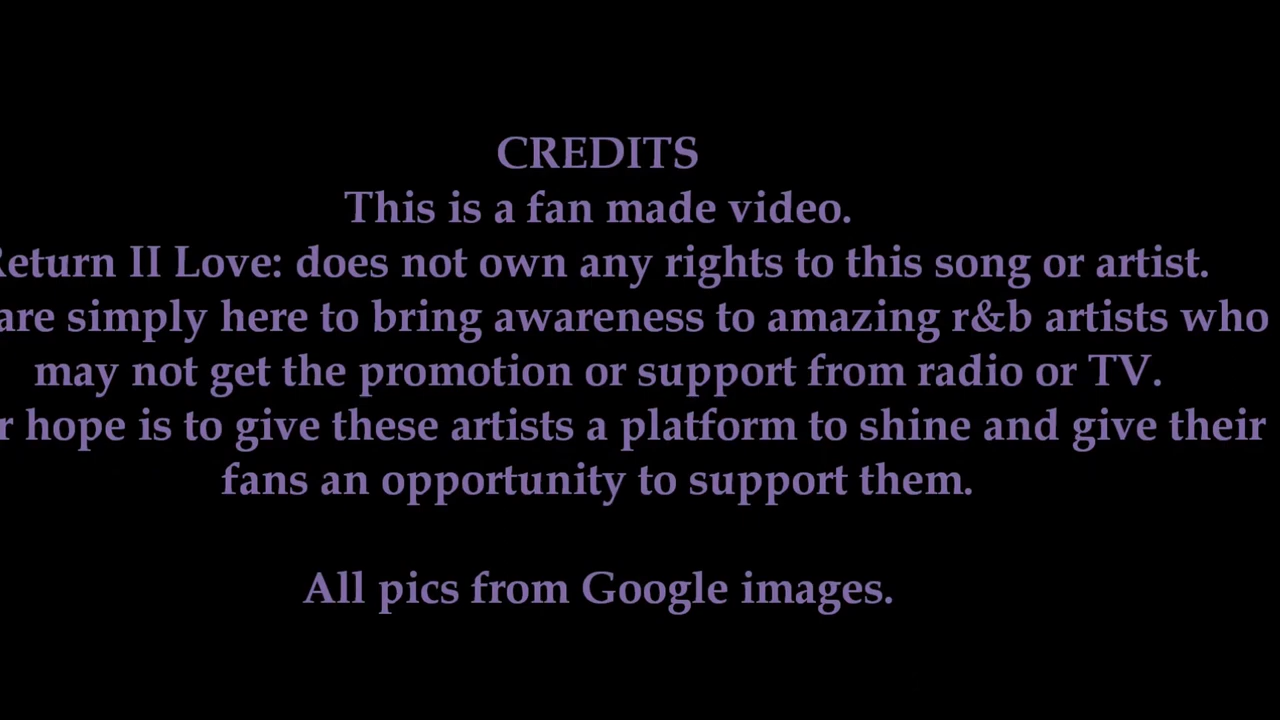 CREDITS
This is a fan made video.
Return II Love: does not own any rights to this song or artist.
are simply here to bring awareness to amazing r&b artists who
may not get the promotion or support from radio or TV.
r hope is to give these artists a platform to shine and give their
fans an opportunity to support them.
All pics from Google images.